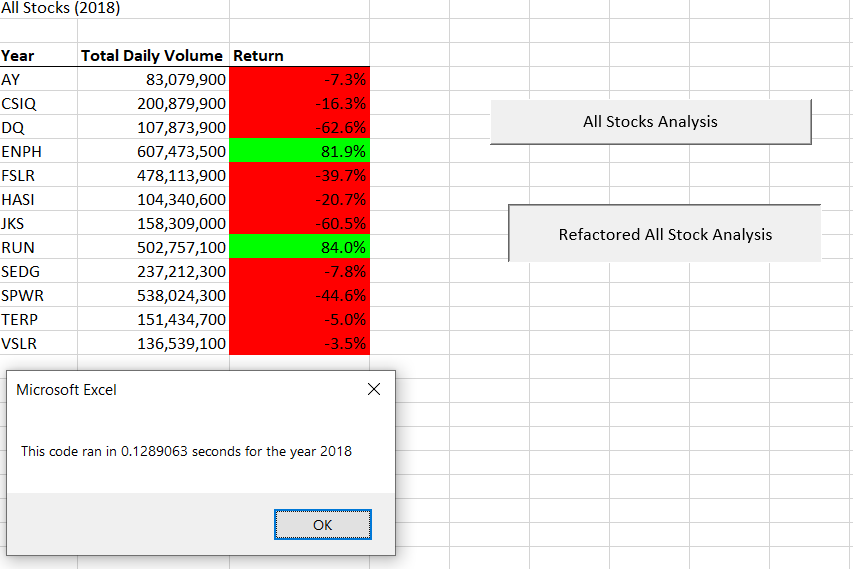 All Stocks (2018)
Year Total Daily Volume Return
AY 83,079,900 -7.3%
CSIQ 200,879,900 -16.3%
DQ 107,873,900 -62.6%
ENPH 607,473,500 81.9%
FSLR 478,113,900 -39.7%
HASI 104,340,600 -20.7%
JKS 158,309,000 -60.5%
RUN 502,757,100 84.0%
SEDG 237,212,300 -7.8%
SPWR 538,024,300 -44.6%
TERP 151,434,700 -5.0%
VSLR 136,539,100 -3.5%
All Stocks Analysis
Refactored All Stock Analysis
Microsoft Excel
This code ran in 0.1289063 seconds for the year 2018
OK